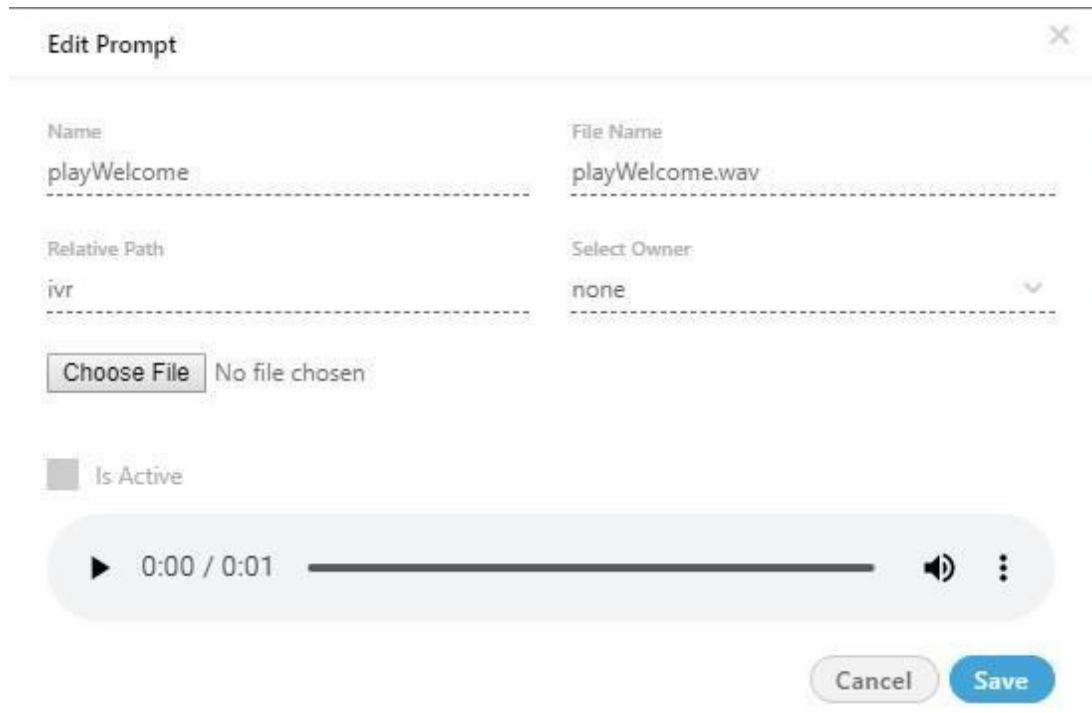 Edit Prompt
Name
File Name
playWelcome
playWelcome.wav
Relative Path
Select Owner
ivr
none
Choose File No file chosen
Is Active
0:00 / 0:01
Cancel
Save